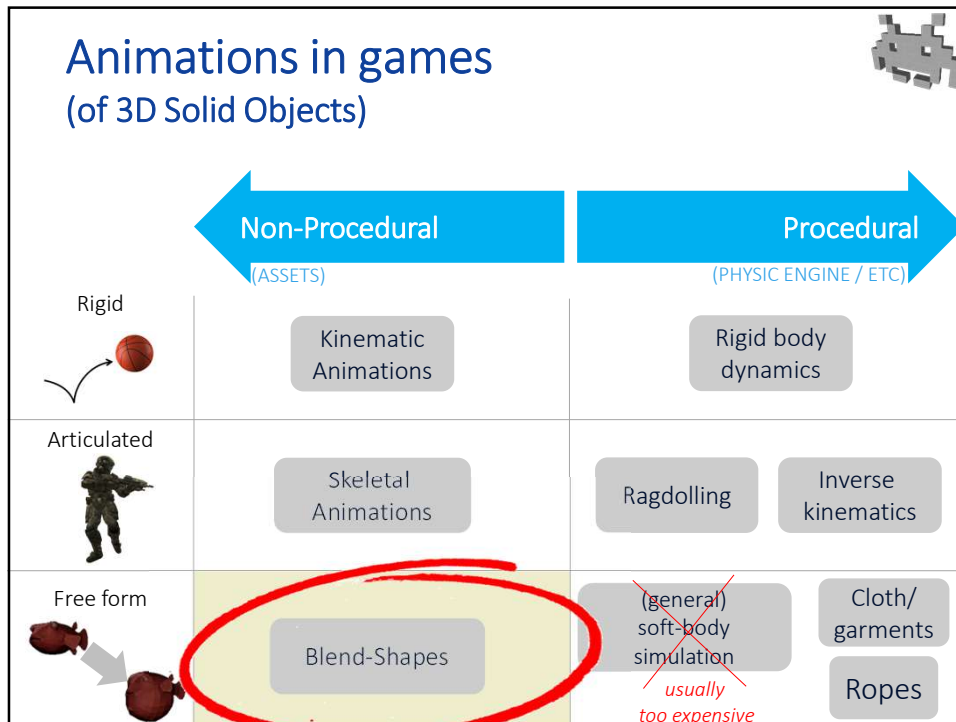 Animations in games
(of 3D Solid Objects)
Non-Procedural
Procedural
(ASSETS)
(PHYSIC ENGINE / ETC)
Rigid
Kinematic
Animations
Rigid body
dynamics
Articulated
Skeletal
Animations
Ragdolling
Inverse
kinematics
Free form
Blend-Shapes
(general)
soft-body
simulation
usually
too expensive
Cloth/
garments
Ropes